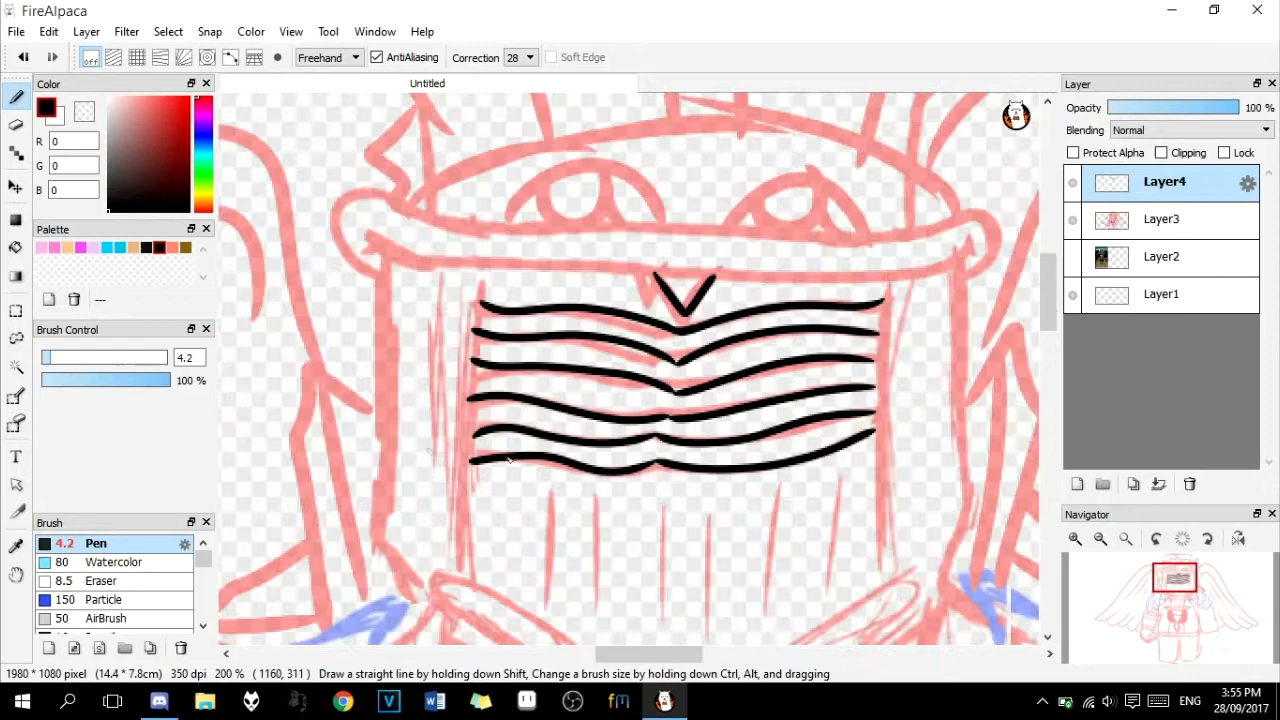 FireAlpaca
File Edit Layer Filter Select Snap Color View Tool Window Help
off Freehand AntiAliasing Correction 28 Soft Edge
Color Untitled Layer
Opacity 100 %
R 0
Blending Normal
G 0
Protect Alpha Clipping Lock
B 0
Layer4
Palette
Layer3
Layer2
---
Layer1
Brush Control
4.2
100 %
Brush Navigator
4.2 Pen
80 Watercolor
8.5 Eraser
150 Particle
50 AirBrush
1980 * 1080 pixel (14.4 * 7.8cm) 350 dpi 200 % ( 1160, 311 ) Draw a straight line by holding down Shift, Change a brush size by holding down Ctrl, Alt, and dragging
ENG
3:55 PM
28/09/2017